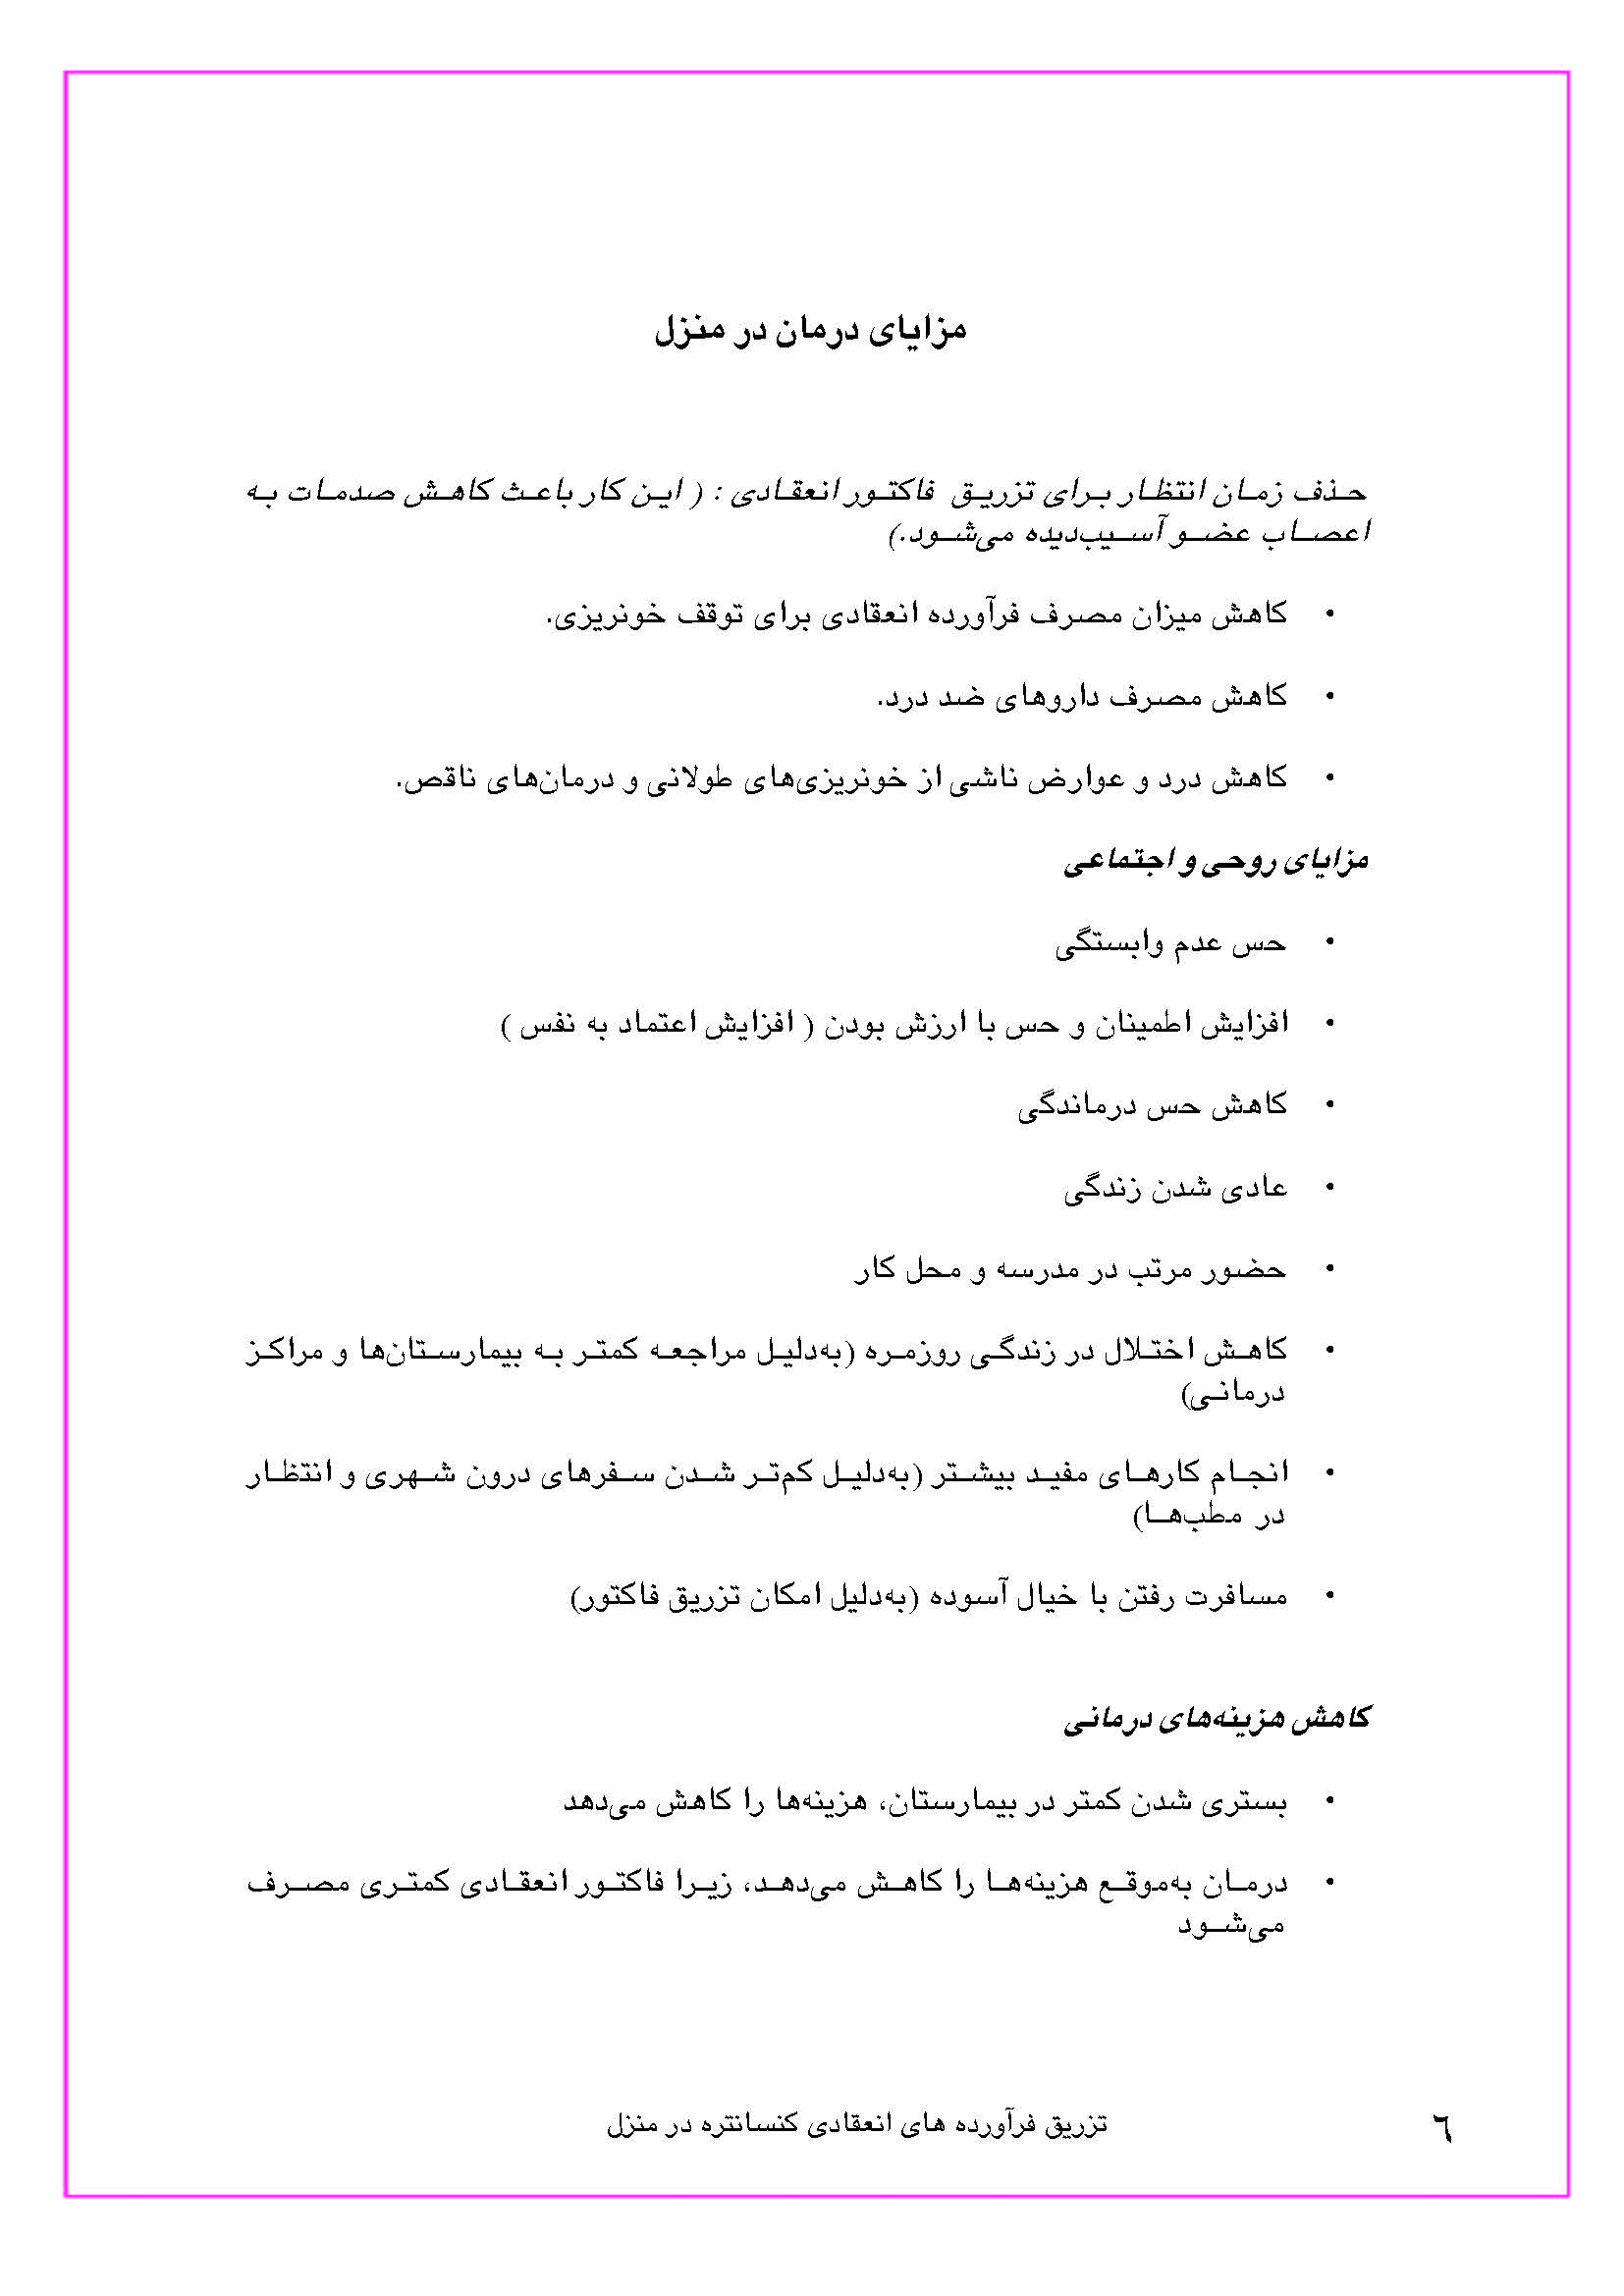 مزایای درمان در منزل
حذف زمان انتظار برای تزریق فاکتور انعقادی : ( این کار باعث کاهش صدمات به
اعصاب عضو آسیب‌دیده می‌شود.)
• کاهش میزان مصرف فرآورده انعقادی برای توقف خونریزی.
• کاهش مصرف داروهای ضد درد.
• کاهش درد و عوارض ناشی از خونریزی‌های طولانی و درمان‌های ناقص.
مزایای روحی و اجتماعی
• حس عدم وابستگی
• افزایش اطمینان و حس با ارزش بودن ( افزایش اعتماد به نفس )
• کاهش حس درماندگی
• عادی شدن زندگی
• حضور مرتب در مدرسه و محل کار
• کاهش اختلال در زندگی روزمره (به‌دلیل مراجعه کمتر به بیمارستان‌ها و مراکز
درمانی)
• انجام کارهای مفید بیشتر (به‌دلیل کم‌تر شدن سفرهای درون شهری و انتظار
در مطب‌ها)
• مسافرت رفتن با خیال آسوده (به‌دلیل امکان تزریق فاکتور)
کاهش هزینه‌های درمانی
• بستری شدن کمتر در بیمارستان، هزینه‌ها را کاهش می‌دهد
• درمان به‌موقع هزینه‌ها را کاهش می‌دهد، زیرا فاکتور انعقادی کمتری مصرف
می‌شود
تزریق فرآورده های انعقادی کنسانتره در منزل
٦